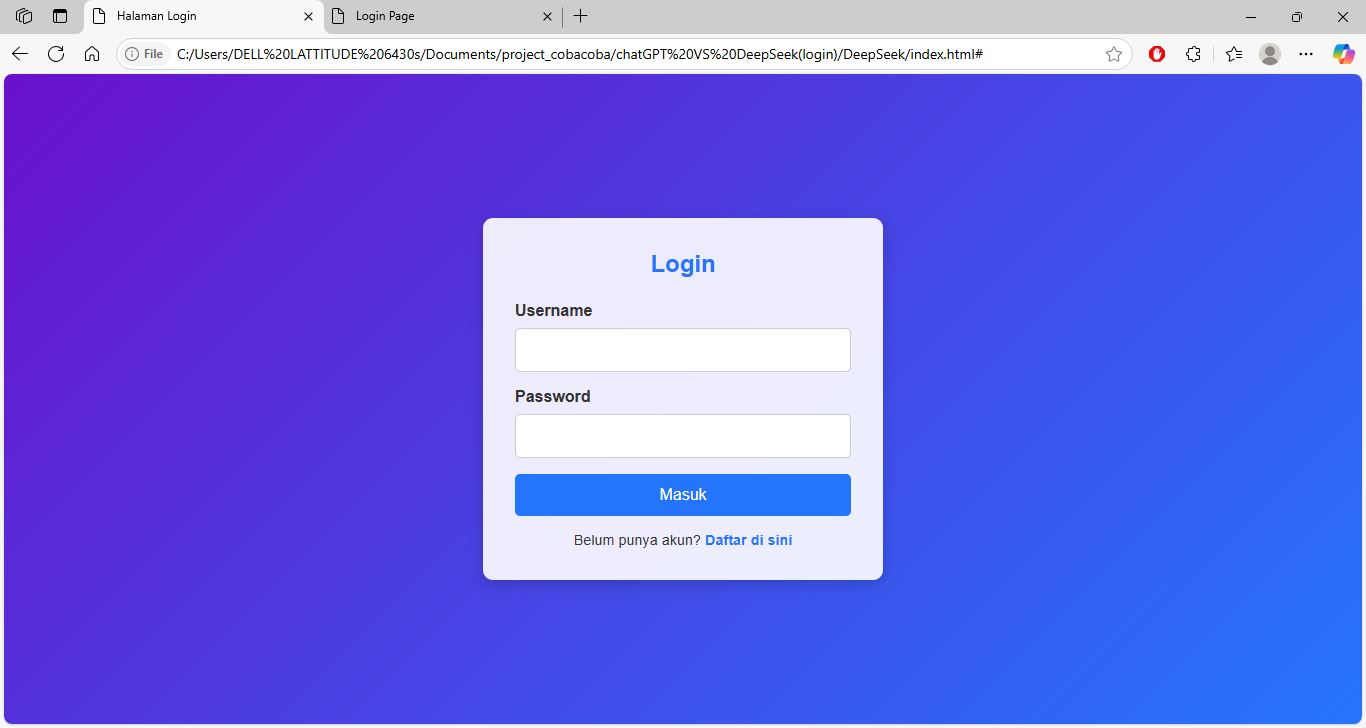 Halaman Login
Login Page
File
C:/Users/DELL%20LATTITUDE%206430s/Documents/project_cobacoba/chatGPT%20VS%20DeepSeek(login)/DeepSeek/index.html#
Login
Username
Password
Masuk
Belum punya akun? Daftar di sini